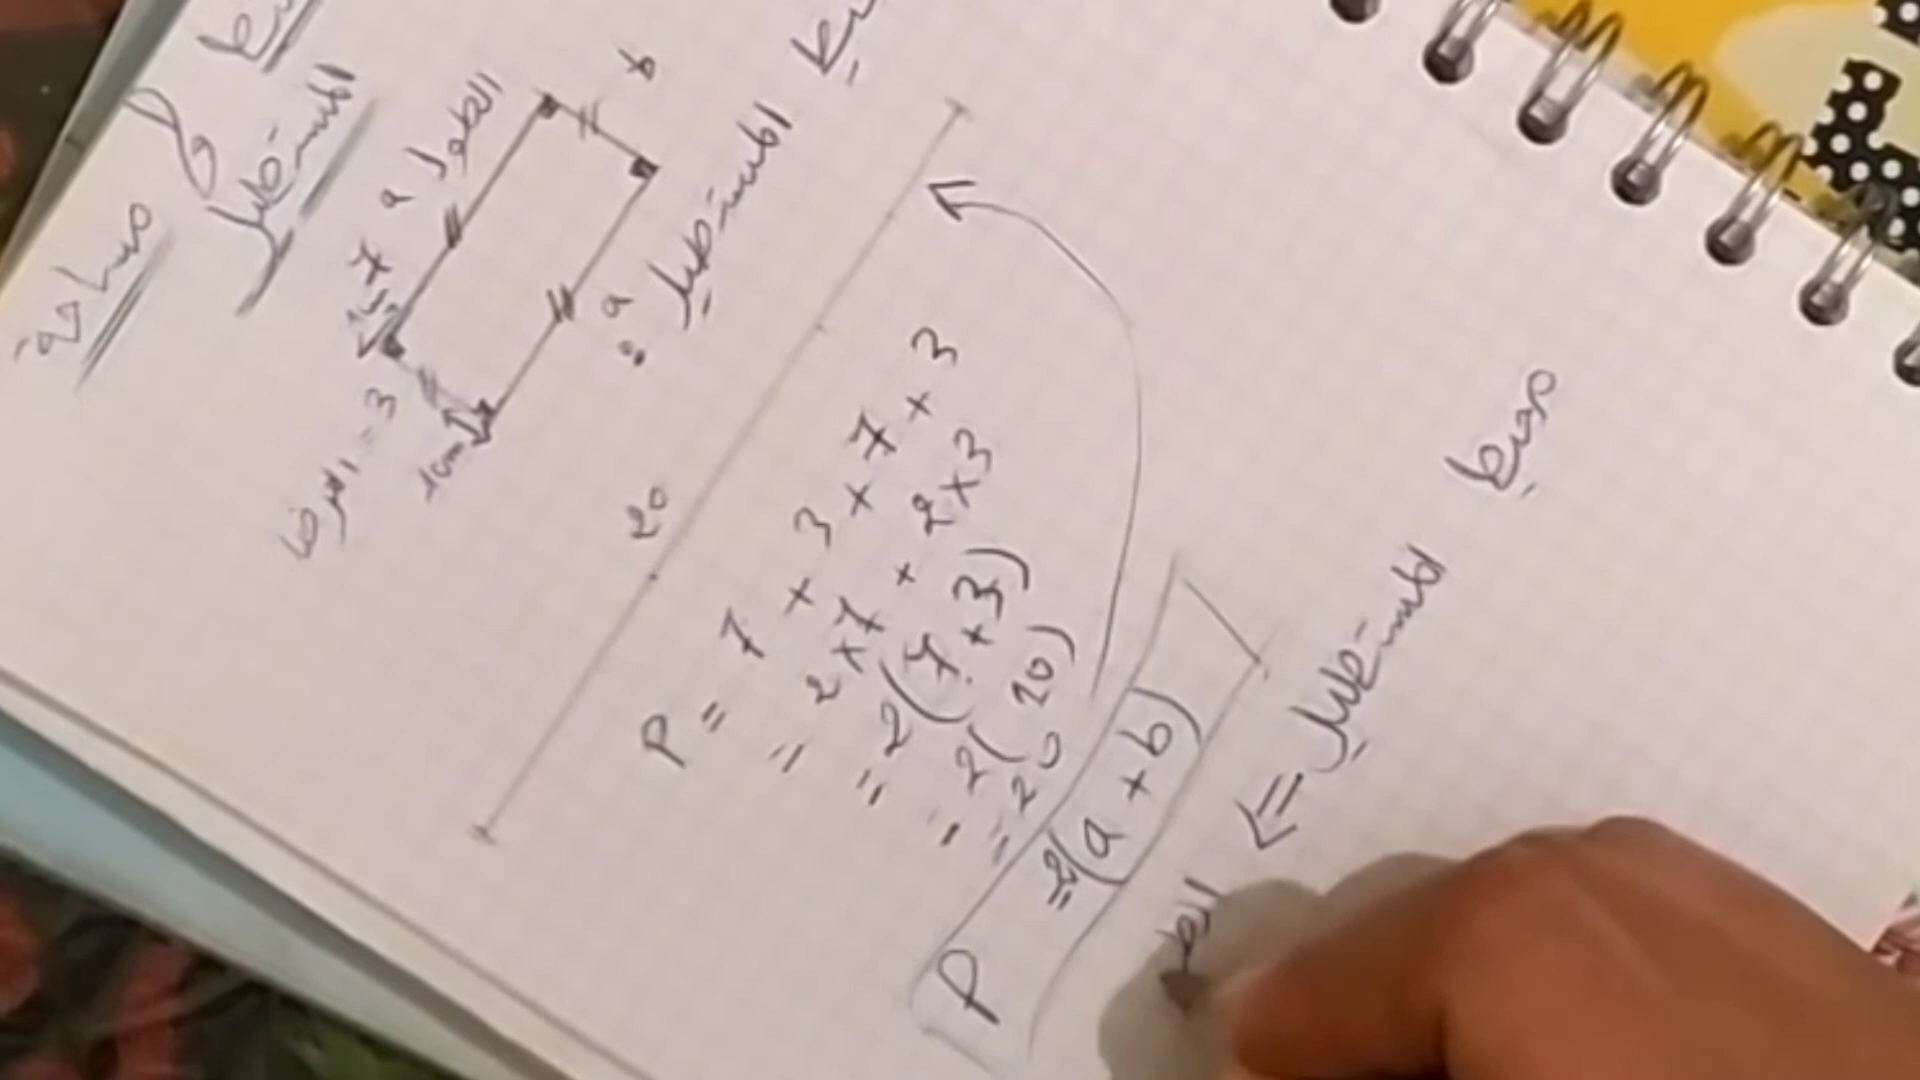 مساحة
المستطيل
الطول a 7
b
1cm
العرض = 3
1cm
a
محيط المستطيل :
20
P = 7 + 3 + 7 + 3
= 2×7 + 2×3
= 2(7+3)
= 2(10)
= 20
P = 2(a + b)
محيط المستطيل ⇐